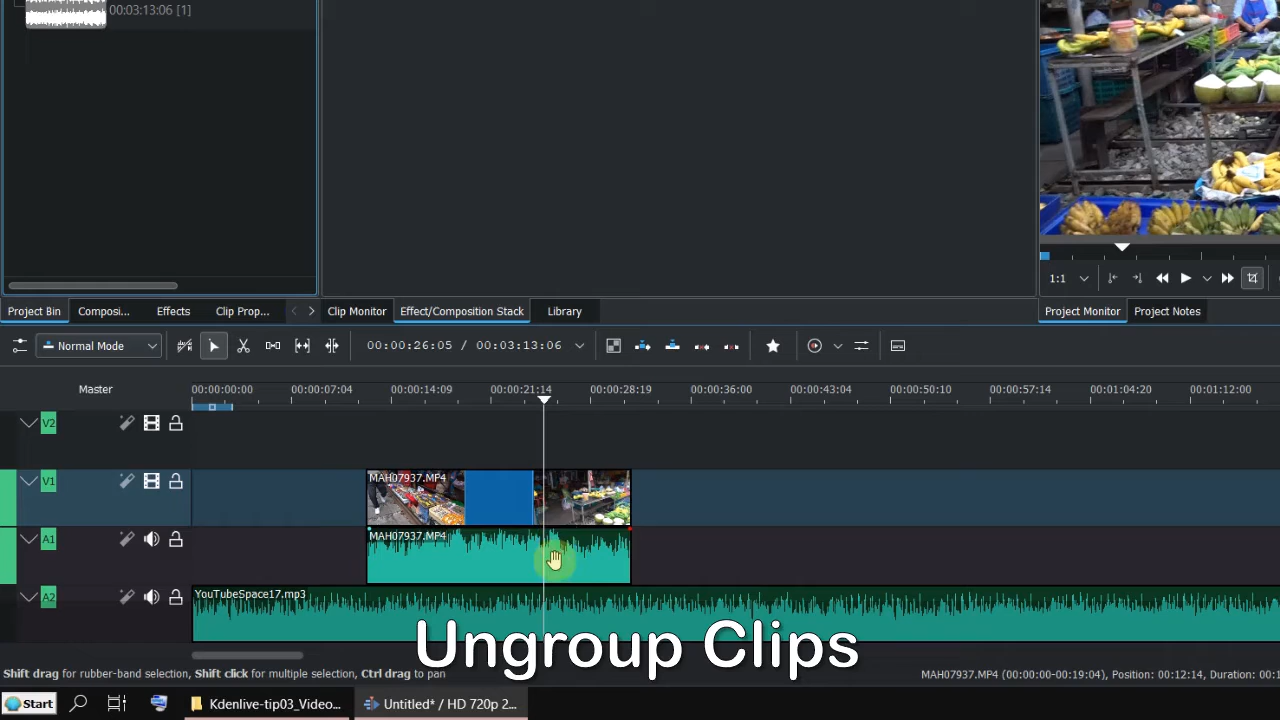 00:03:13:06 [1]
Project Bin
Composi...
Effects
Clip Prop...
Clip Monitor
Effect/Composition Stack
Library
1:1
Project Monitor
Project Notes
Normal Mode
00:00:26:05 / 00:03:13:06
Master
00:00:00:00
00:00:07:04
00:00:14:09
00:00:21:14
00:00:28:19
00:00:36:00
00:00:43:04
00:00:50:10
00:00:57:14
00:01:04:20
00:01:12:00
V2
V1
MAH07937.MP4
A1
MAH07937.MP4
A2
YouTubeSpace17.mp3
Ungroup Clips
Shift drag for rubber-band selection, Shift click for multiple selection, Ctrl drag to pan
MAH07937.MP4 (00:00:00-00:19:04), Position: 00:12:14, Duration: 00:1
Start
Kdenlive-tip03_Video...
Untitled* / HD 720p 2...